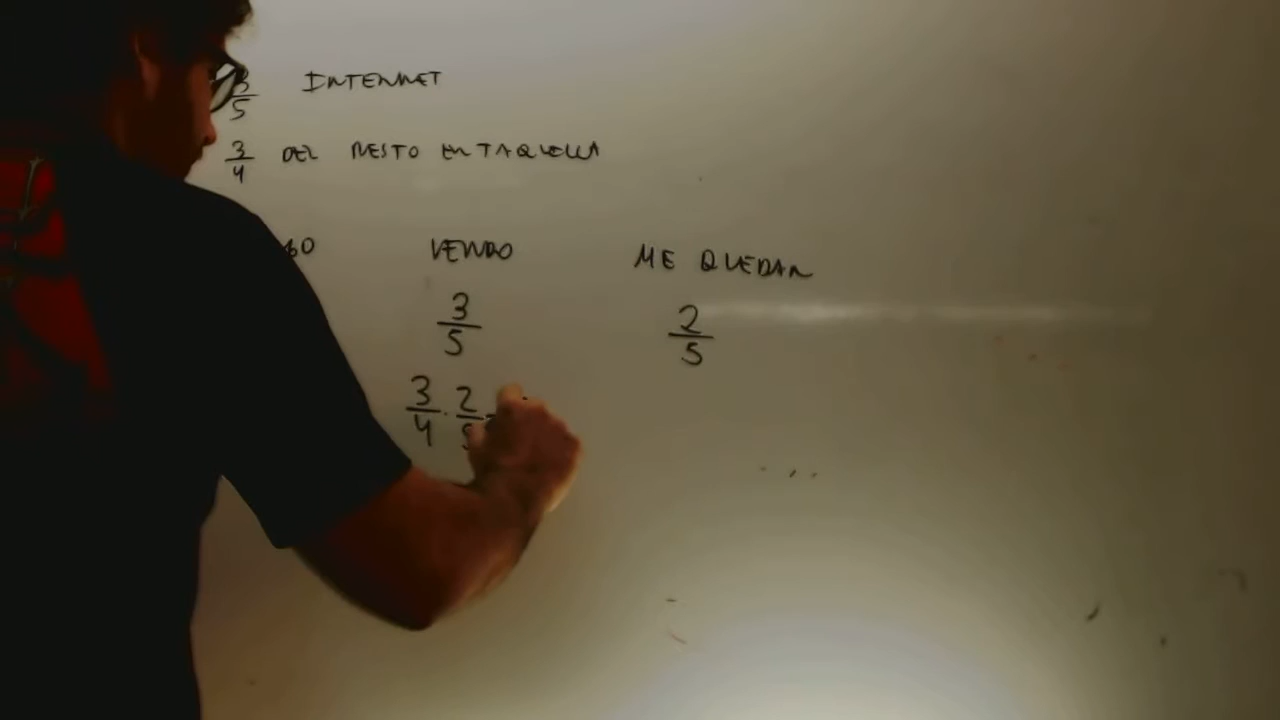 3/5 INTERNET
3/4 DEL RESTO EN TAQUILLA
VENDO ME QUEDAN
3/5 2/5
3/4 · 2/5